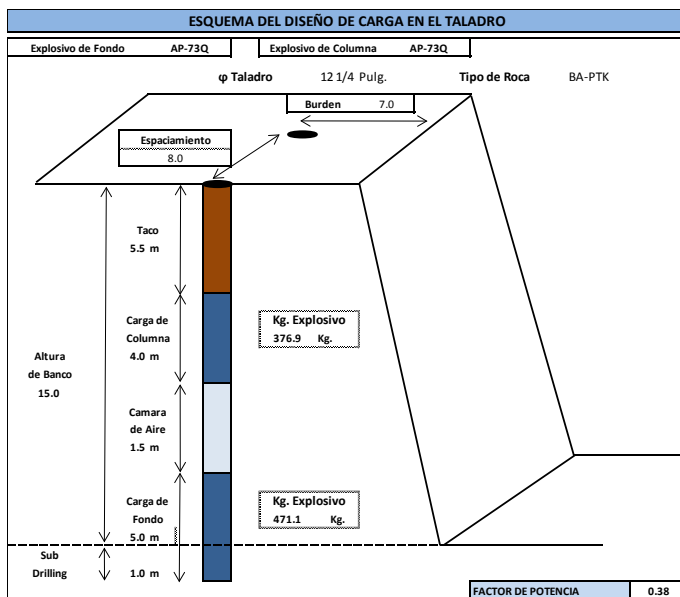 ESQUEMA DEL DISEÑO DE CARGA EN EL TALADRO
Explosivo de Fondo AP-73Q Explosivo de Columna AP-73Q
φ Taladro 12 1/4 Pulg. Tipo de Roca BA-PTK
Burden 7.0
Espaciamiento
8.0
Taco
5.5 m
Carga de
Columna
4.0 m
Kg. Explosivo
376.9 Kg.
Altura
de Banco
15.0
Camara
de Aire
1.5 m
Carga de
Fondo
5.0 m
Kg. Explosivo
471.1 Kg.
Sub
Drilling 1.0 m
FACTOR DE POTENCIA 0.38